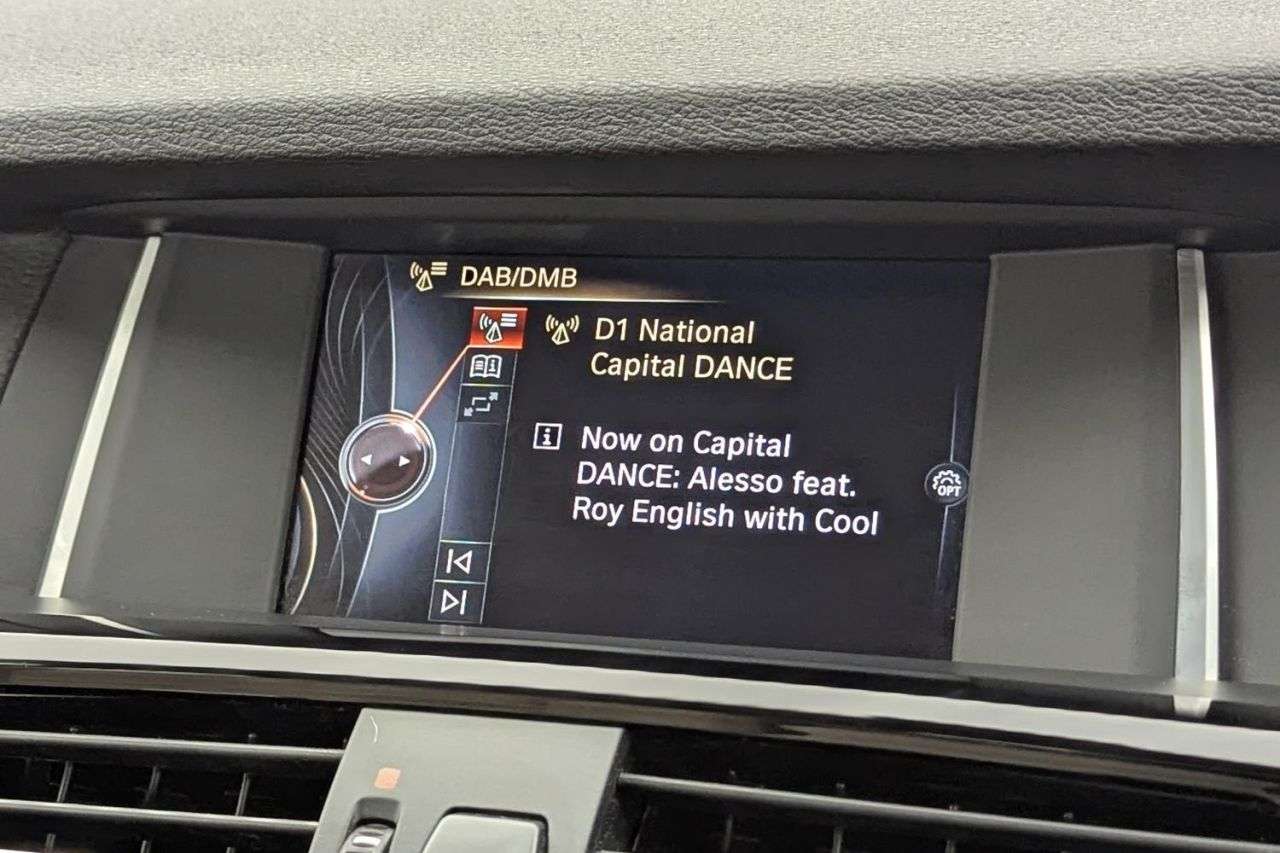 DAB/DMB
D1 National
Capital DANCE
Now on Capital
DANCE: Alesso feat.
Roy English with Cool
OPT